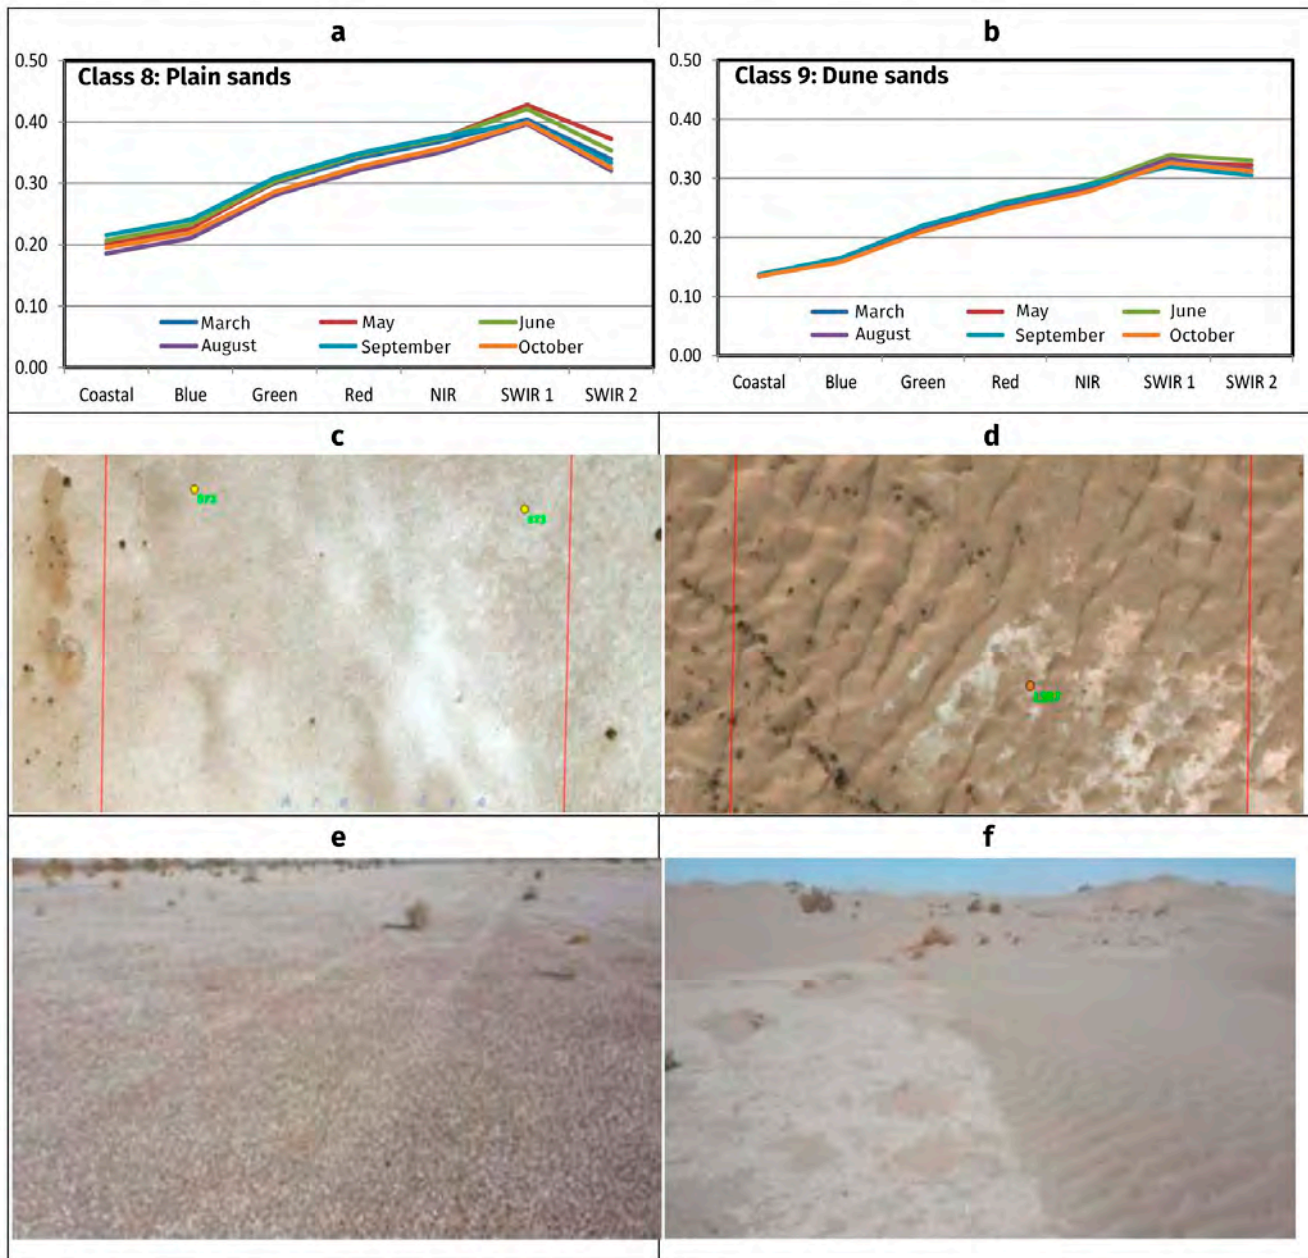 a
b
0.50
Class 8: Plain sands
0.40
0.30
0.20
0.10
0.00
March May June
August September October
Coastal Blue Green Red NIR SWIR 1 SWIR 2
0.50
Class 9: Dune sands
0.40
0.30
0.20
0.10
0.00
March May June
August September October
Coastal Blue Green Red NIR SWIR 1 SWIR 2
c
d
e
f